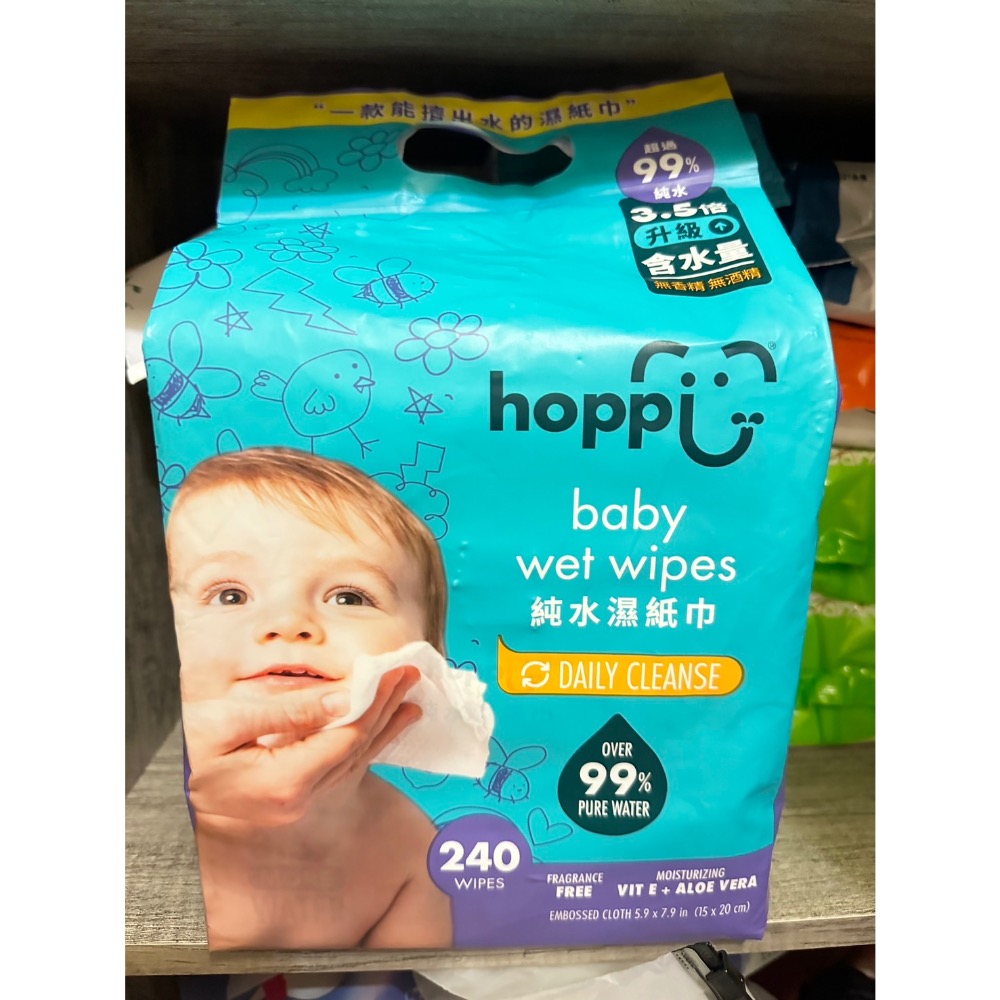 "一款能擠出水的濕紙巾"
超過
99%
純水
3.5倍
升級
含水量
無香精 無酒精
hoppi
baby
wet wipes
純水濕紙巾
DAILY CLEANSE
OVER
99%
PURE WATER
240
WIPES
FRAGRANCE
FREE
MOISTURIZING
VIT E + ALOE VERA
EMBOSSED CLOTH 5.9 x 7.9 in (15 x 20 cm)